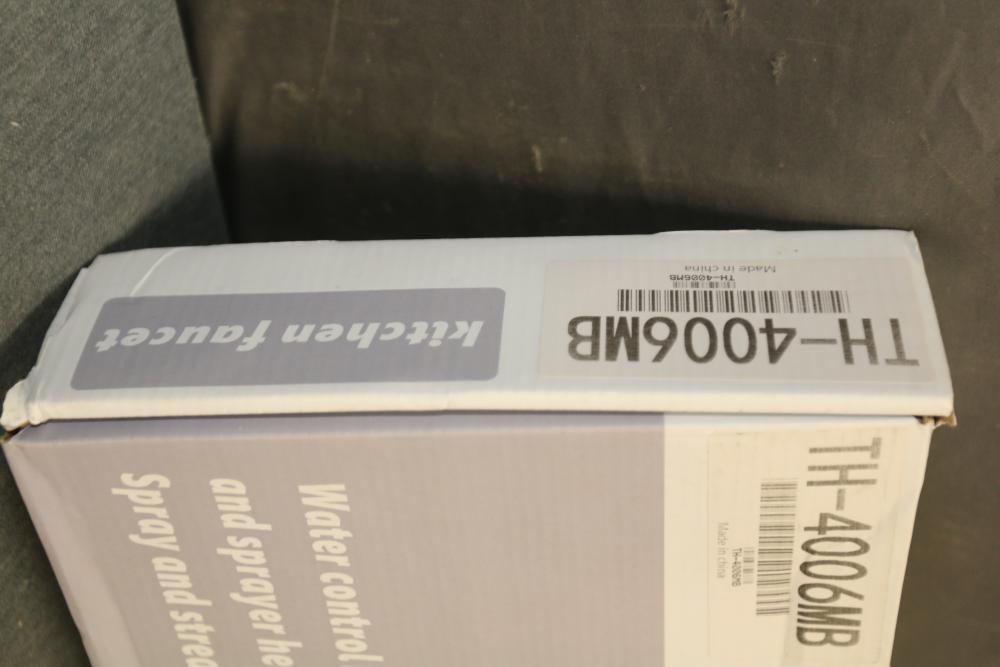 kitchen faucet
TH-4006MB
TH-4006MB
Made in china
TH-4006MB
TH-4006MB
Made in china
Water control
and sprayer he
Spray and strea